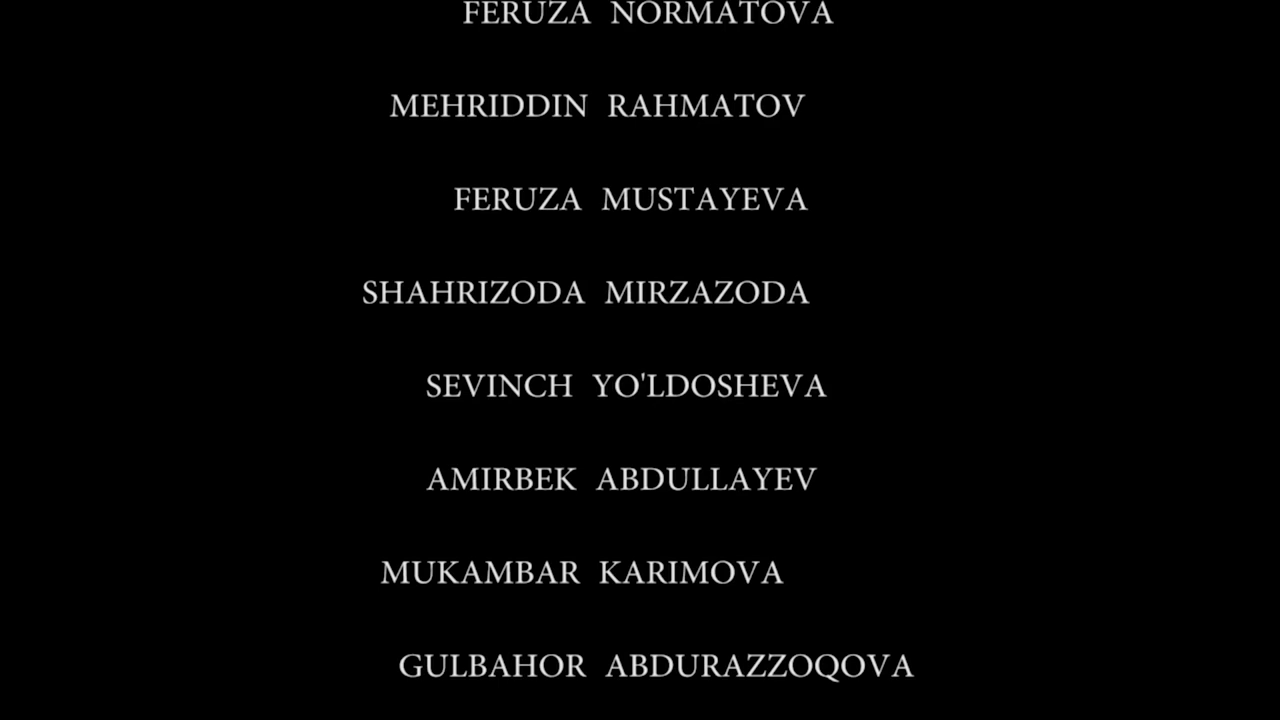 FERUZA NORMATOVA
MEHRIDDIN RAHMATOV
FERUZA MUSTAYEVA
SHAHRIZODA MIRZAZODA
SEVINCH YO'LDOSHEVA
AMIRBEK ABDULLAYEV
MUKAMBAR KARIMOVA
GULBAHOR ABDURAZZOQOVA